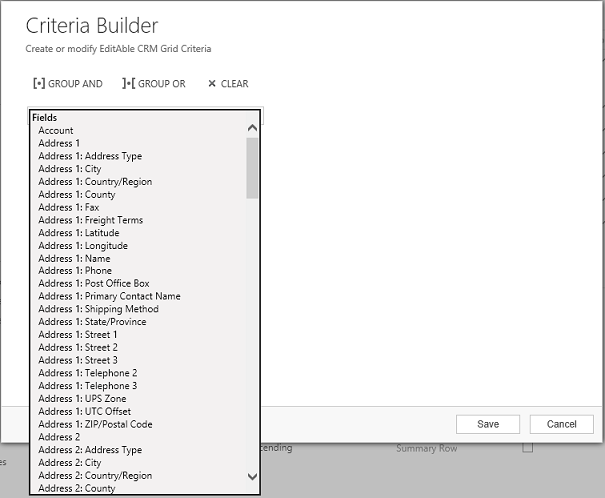 Criteria Builder
Create or modify EditAble CRM Grid Criteria
[•] GROUP AND ]•[ GROUP OR × CLEAR
Fields
Account
Address 1
Address 1: Address Type
Address 1: City
Address 1: Country/Region
Address 1: County
Address 1: Fax
Address 1: Freight Terms
Address 1: Latitude
Address 1: Longitude
Address 1: Name
Address 1: Phone
Address 1: Post Office Box
Address 1: Primary Contact Name
Address 1: Shipping Method
Address 1: State/Province
Address 1: Street 1
Address 1: Street 2
Address 1: Street 3
Address 1: Telephone 2
Address 1: Telephone 3
Address 1: UPS Zone
Address 1: UTC Offset
Address 1: ZIP/Postal Code
Address 2
Address 2: Address Type
Address 2: City
Address 2: Country/Region
Address 2: County
Save Cancel
cending Summary Row
es